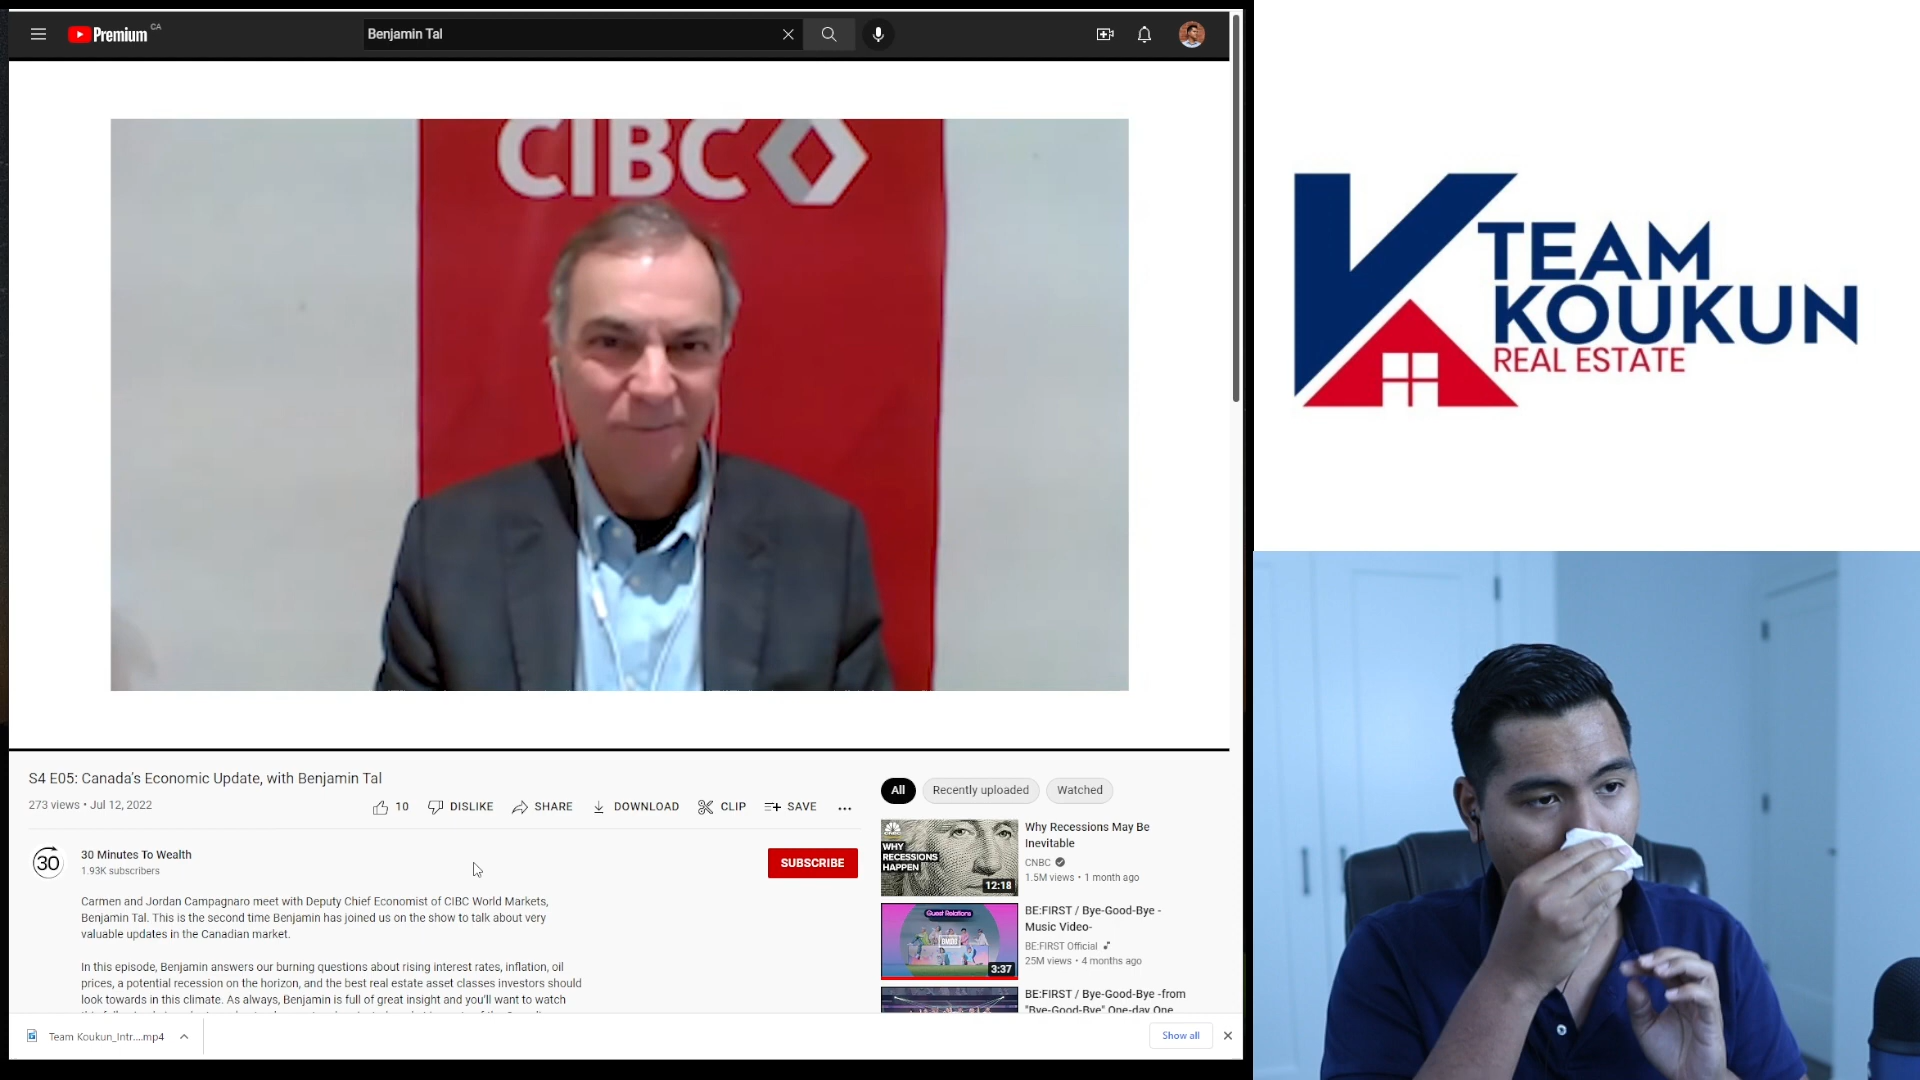 Premium CA
Benjamin Tal
CIBC
TEAM
KOUKUN
REAL ESTATE
S4 E05: Canada's Economic Update, with Benjamin Tal
273 views • Jul 12, 2022
10
DISLIKE
SHARE
DOWNLOAD
CLIP
SAVE
30
30 Minutes To Wealth
1.93K subscribers
SUBSCRIBE
Carmen and Jordan Campagnaro meet with Deputy Chief Economist of CIBC World Markets,
Benjamin Tal. This is the second time Benjamin has joined us on the show to talk about very
valuable updates in the Canadian market.
In this episode, Benjamin answers our burning questions about rising interest rates, inflation, oil
prices, a potential recession on the horizon, and the best real estate asset classes investors should
look towards in this climate. As always, Benjamin is full of great insight and you'll want to watch
All
Recently uploaded
Watched
CNBC
WHY
RECESSIONS
HAPPEN
12:18
Why Recessions May Be
Inevitable
CNBC
1.5M views • 1 month ago
Guest Relations
3:37
BE:FIRST / Bye-Good-Bye -
Music Video-
BE:FIRST Official
25M views • 4 months ago
BE:FIRST / Bye-Good-Bye -from
"Bye-Good-Bye" One-day One
Team Koukun_Intr....mp4
Show all